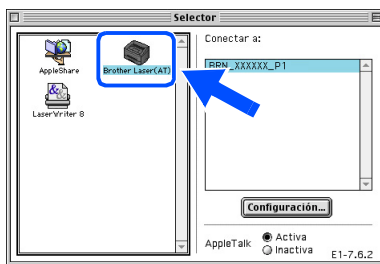 Selector
Conectar a:
AppleShare
Brother Laser(AT)
BRN_XXXXXX_P1
LaserWriter 8
Configuración...
AppleTalk
Activa
Inactiva
E1-7.6.2